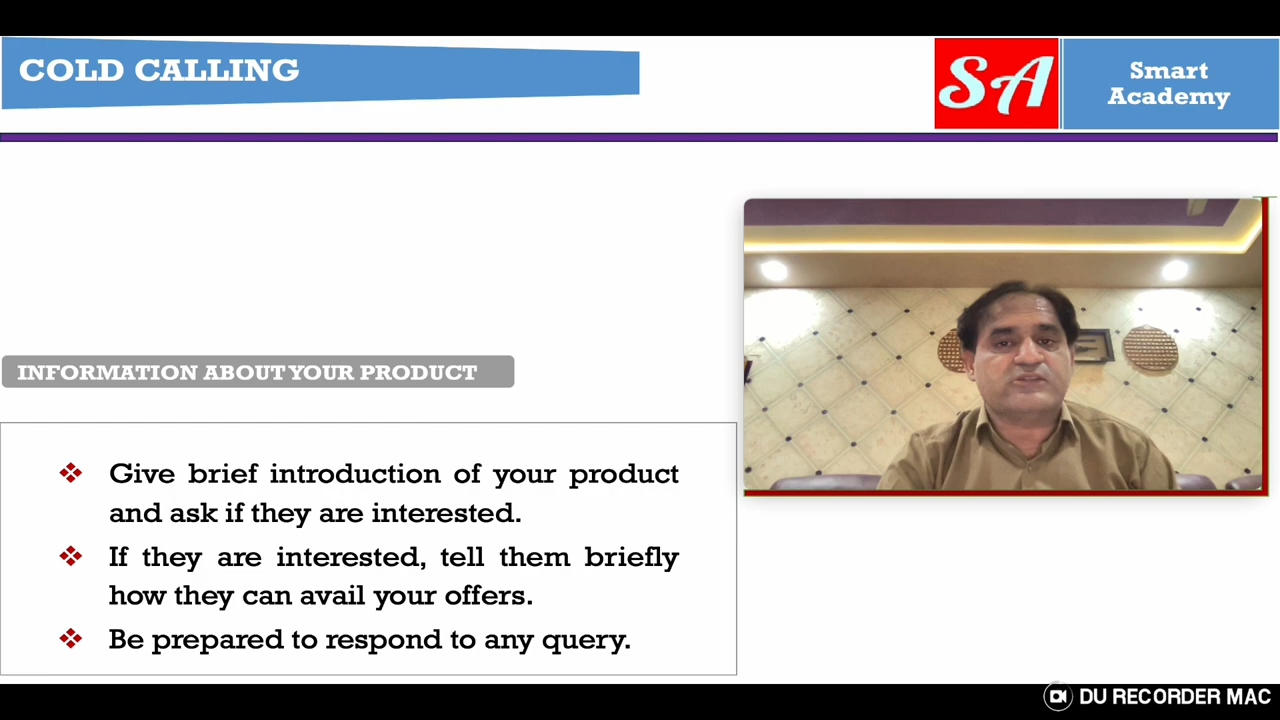 COLD CALLING
SA
Smart
Academy
INFORMATION ABOUT YOUR PRODUCT
Give brief introduction of your product
and ask if they are interested.
If they are interested, tell them briefly
how they can avail your offers.
Be prepared to respond to any query.
DU RECORDER MAC